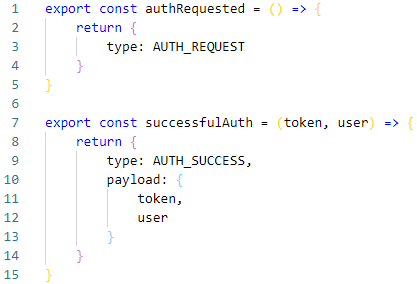 1 export const authRequested = () => {
2     return {
3         type: AUTH_REQUEST
4     }
5 }
6
7 export const successfulAuth = (token, user) => {
8     return {
9         type: AUTH_SUCCESS,
10         payload: {
11             token,
12             user
13         }
14     }
15 }